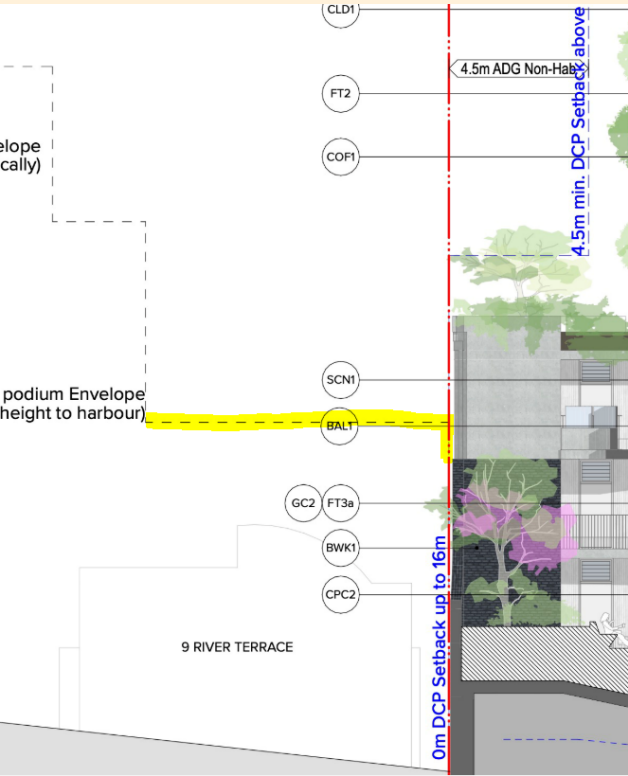 CLD1
4.5m ADG Non-Hab
4.5m min. DCP Setback above
FT2
COF1
elope
cally)
SCN1
podium Envelope
height to harbour)
BAL1
GC2
FT3a
BWK1
CPC2
0m DCP Setback up to 16m
9 RIVER TERRACE